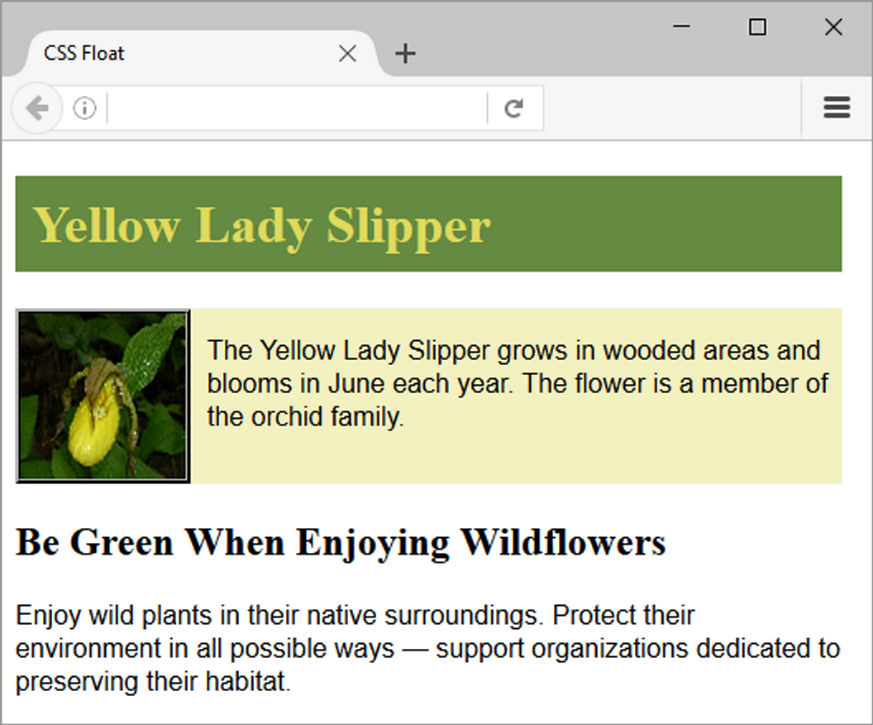 CSS Float
Yellow Lady Slipper
The Yellow Lady Slipper grows in wooded areas and
blooms in June each year. The flower is a member of
the orchid family.
Be Green When Enjoying Wildflowers
Enjoy wild plants in their native surroundings. Protect their
environment in all possible ways — support organizations dedicated to
preserving their habitat.